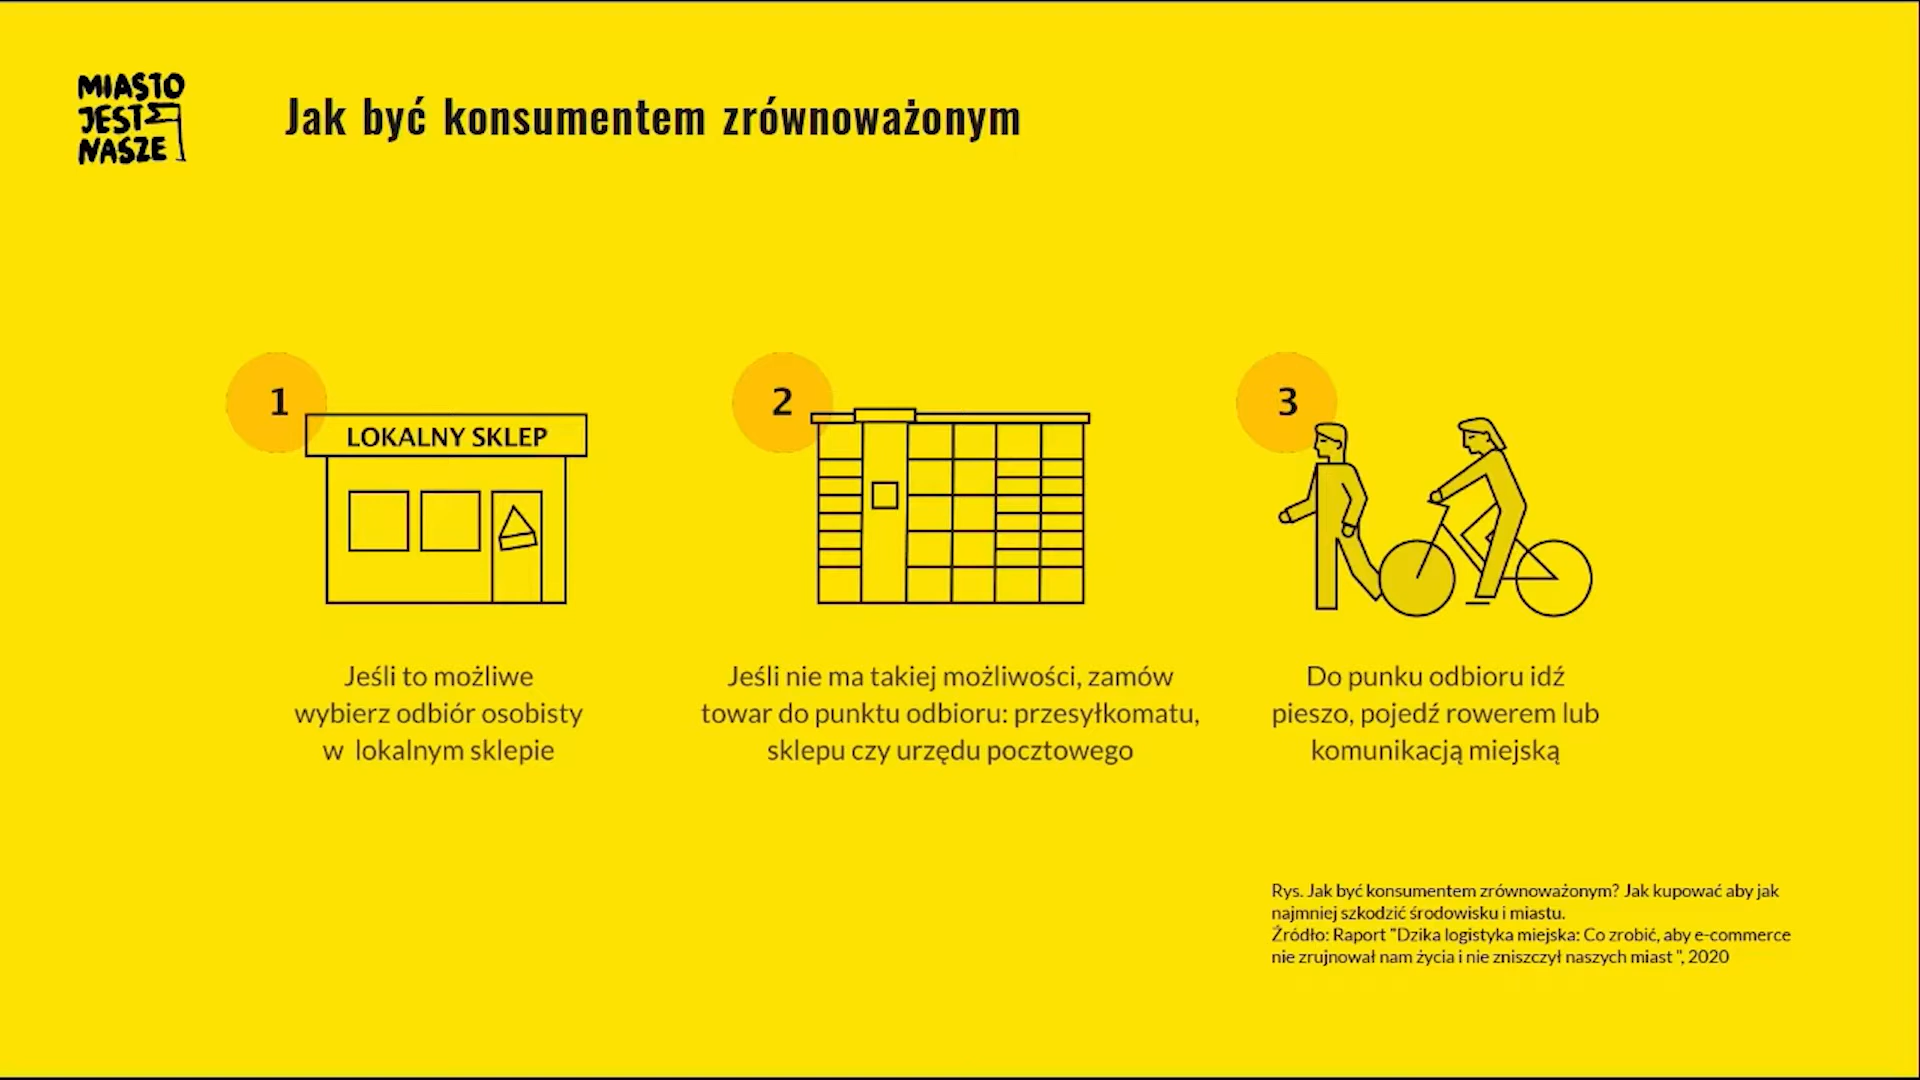 MIASTO
JEST
NASZE
Jak być konsumentem zrównoważonym
1
LOKALNY SKLEP
Jeśli to możliwe
wybierz odbiór osobisty
w lokalnym sklepie
2
Jeśli nie ma takiej możliwości, zamów
towar do punktu odbioru: przesyłkomatu,
sklepu czy urzędu pocztowego
3
Do punku odbioru idź
pieszo, pojedź rowerem lub
komunikacją miejską
Rys. Jak być konsumentem zrównoważonym? Jak kupować aby jak
najmniej szkodzić środowisku i miastu.
Źródło: Raport "Dzika logistyka miejska: Co zrobić, aby e-commerce
nie zrujnował nam życia i nie zniszczył naszych miast ", 2020